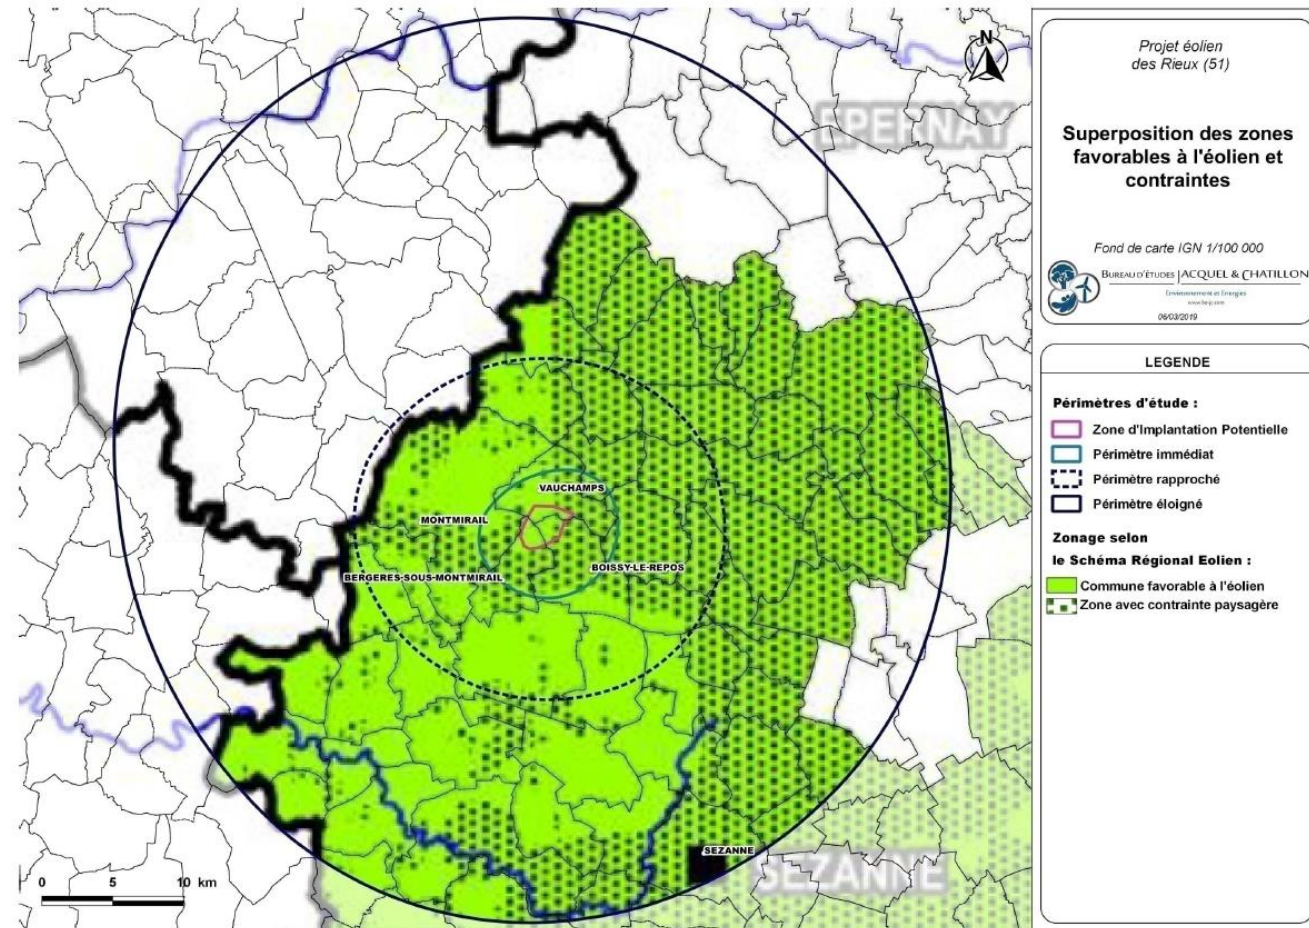 N
EPERNAY
VAUCHAMPS
MONTMIRAIL
BOISSY-LE-REPOS
BERGERES-SOUS-MONTMIRAIL
SEZANNE
SEZANNE
0 5 10 km
Projet éolien
des Rieux (51)
Superposition des zones
favorables à l'éolien et
contraintes
Fond de carte IGN 1/100 000
BUREAU D'ÉTUDES JACQUEL & CHATILLON
Environnement et Energies
06/03/2019
LEGENDE
Périmètres d'étude :
Zone d'Implantation Potentielle
Périmètre immédiat
Périmètre rapproché
Périmètre éloigné
Zonage selon
le Schéma Régional Eolien :
Commune favorable à l'éolien
Zone avec contrainte paysagère